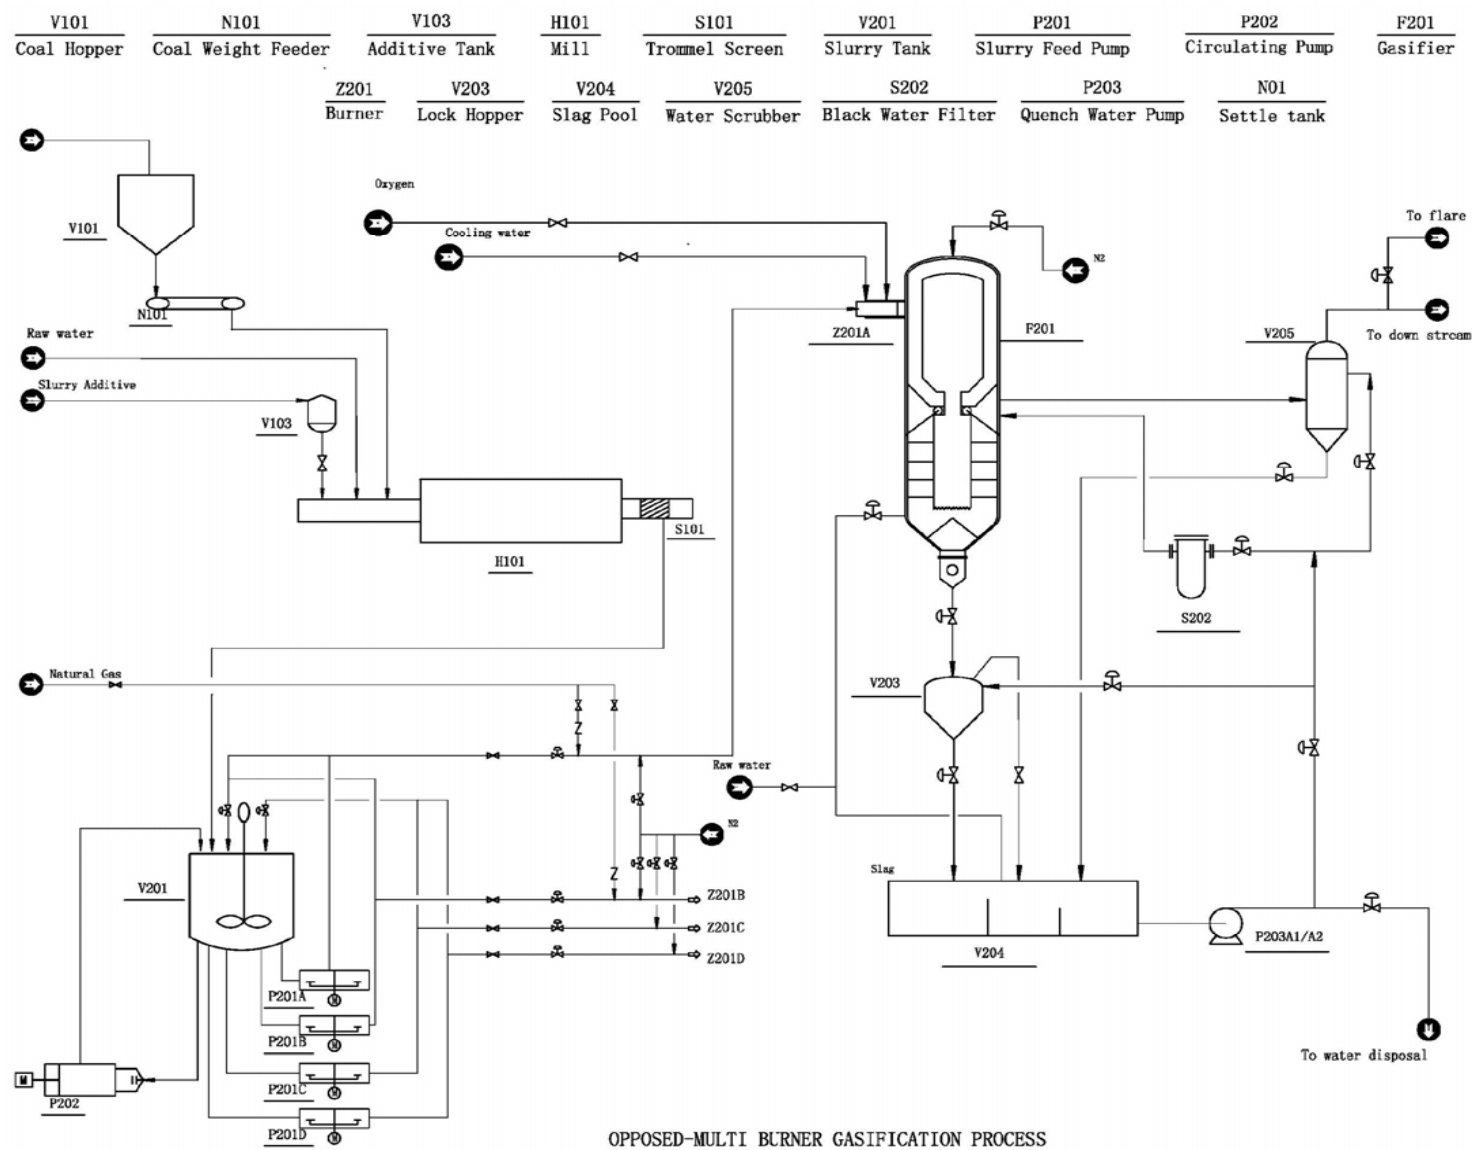 V101 N101 V103 H101 S101 V201 P201 P202 F201
Coal Hopper Coal Weight Feeder Additive Tank Mill Trommel Screen Slurry Tank Slurry Feed Pump Circulating Pump Gasifier
Z201 V203 V204 V205 S202 P203 N01
Burner Lock Hopper Slag Pool Water Scrubber Black Water Filter Quench Water Pump Settle tank
Oxygen
To flare
V101
Cooling water
N2
N101
Raw water
Z201A
F201
V205
To down stream
Slurry Additive
V103
S101
H101
S202
Natural Gas
V203
Z
Raw water
N2
Z
Slag
V201
Z201B
Z201C
Z201D
V204
P203A1/A2
P201A
M
P201B
M
To water disposal
M
P202
P201C
M
P201D
M
OPPOSED-MULTI BURNER GASIFICATION PROCESS